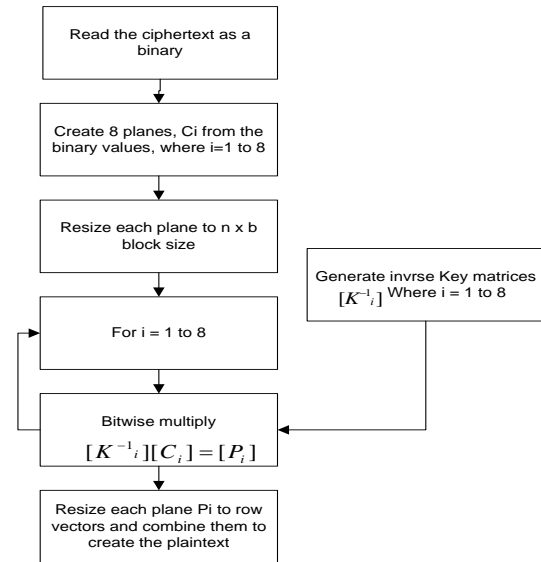 Read the ciphertext as a
binary
Create 8 planes, Ci from the
binary values, where i=1 to 8
Resize each plane to n x b
block size
Generate invrse Key matrices
[K⁻¹ᵢ] Where i = 1 to 8
For i = 1 to 8
Bitwise multiply
[K⁻¹ᵢ][Cᵢ]=[Pᵢ]
Resize each plane Pi to row
vectors and combine them to
create the plaintext